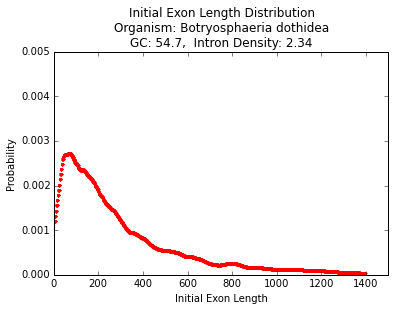 Initial Exon Length Distribution
Organism: Botryosphaeria dothidea
GC: 54.7, Intron Density: 2.34
0.005
0.004
0.003
0.002
0.001
0.000
Probability
0 200 400 600 800 1000 1200 1400
Initial Exon Length